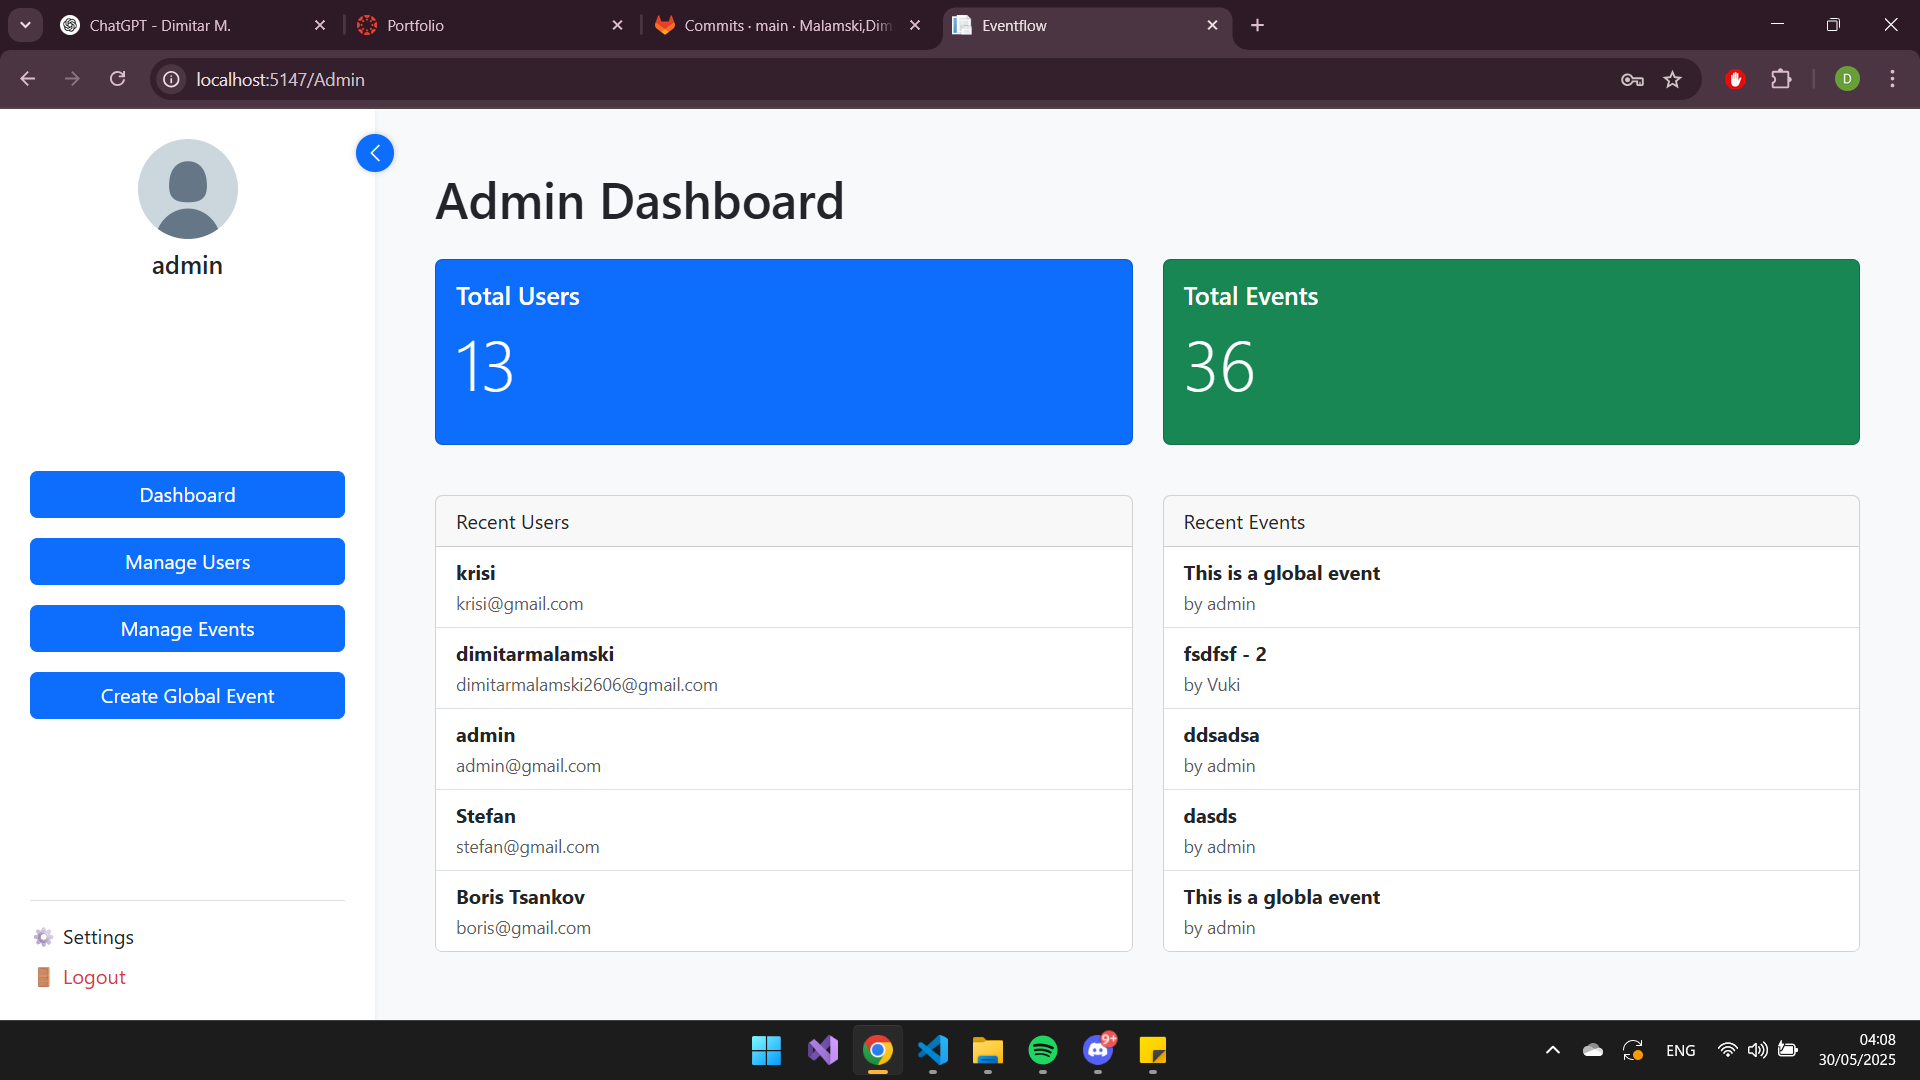 ChatGPT - Dimitar M.
Portfolio
Commits · main · Malamski,Dim
Eventflow
localhost:5147/Admin
D
admin
Dashboard
Manage Users
Manage Events
Create Global Event
Settings
Logout
Admin Dashboard
Total Users
13
Total Events
36
Recent Users
krisi
krisi@gmail.com
dimitarmalamski
dimitarmalamski2606@gmail.com
admin
admin@gmail.com
Stefan
stefan@gmail.com
Boris Tsankov
boris@gmail.com
Recent Events
This is a global event
by admin
fsdfsf - 2
by Vuki
ddsadsa
by admin
dasds
by admin
This is a globla event
by admin
9+
ENG
04:08
30/05/2025